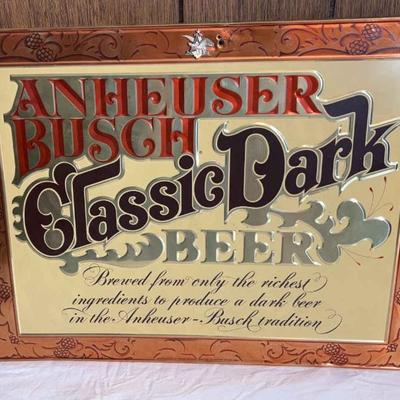 ANHEUSER
BUSCH
Classic Dark
BEER
Brewed from only the richest
ingredients to produce a dark beer
in the Anheuser-Busch tradition